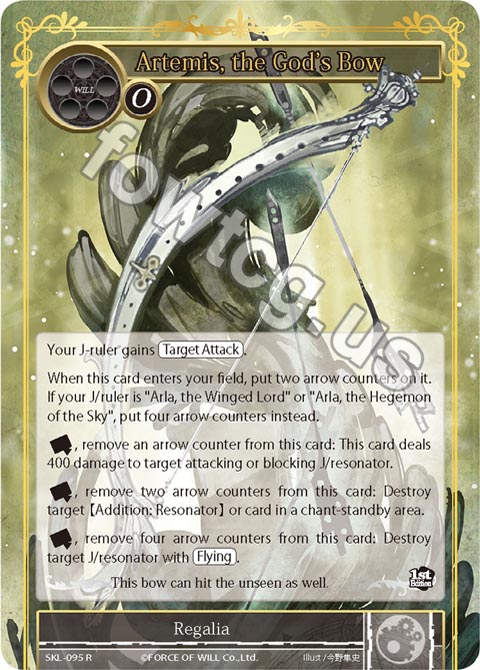 Artemis, the God's Bow
WILL
0
fowtcg.us
Your J-ruler gains Target Attack.
When this card enters your field, put two arrow counters on it.
If your J/ruler is "Arla, the Winged Lord" or "Arla, the Hegemon
of the Sky", put four arrow counters instead.
, remove an arrow counter from this card: This card deals
400 damage to target attacking or blocking J/resonator.
, remove two arrow counters from this card: Destroy
target【Addition: Resonator】or card in a chant-standby area.
, remove four arrow counters from this card: Destroy
target J/resonator with Flying.
This bow can hit the unseen as well.
1st
Edition
Regalia
SKL-095 R ©FORCE OF WILL Co.,Ltd. Illust / 今野隼史